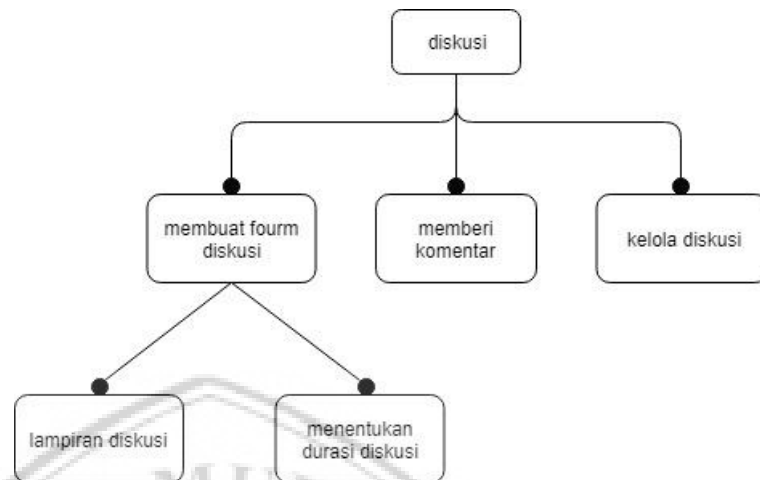 diskusi
membuat fourm
diskusi
memberi
komentar
kelola diskusi
lampiran diskusi
menentukan
durasi diskusi